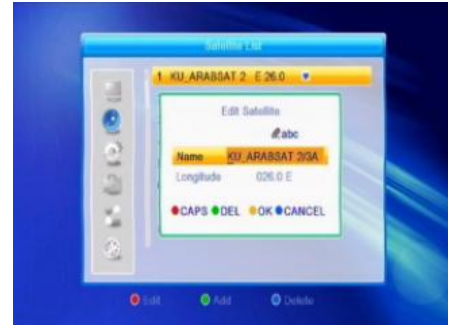 Satellite List
1 KU_ARABSAT 2 E 26.0
Edit Satellite
abc
Name KU_ARABSAT 2/3A
Longitude 026.0 E
CAPS DEL OK CANCEL
Edit Add Delete